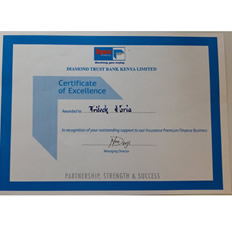 DIAMOND TRUST BANK KENYA LIMITED
Certificate
of Excellence
Awarded to
In recognition of your outstanding support to our Insurance Premium Finance Business
Managing Director
PARTNERSHIP, STRENGTH & SUCCESS